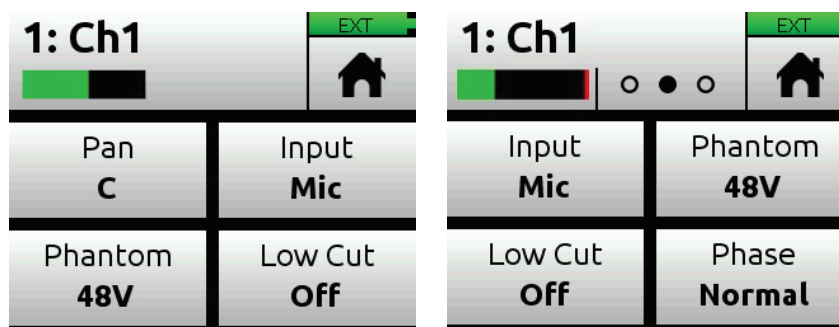 1: Ch1
EXT
Pan
C
Input
Mic
Phantom
48V
Low Cut
Off
1: Ch1
EXT
Input
Mic
Phantom
48V
Low Cut
Off
Phase
Normal